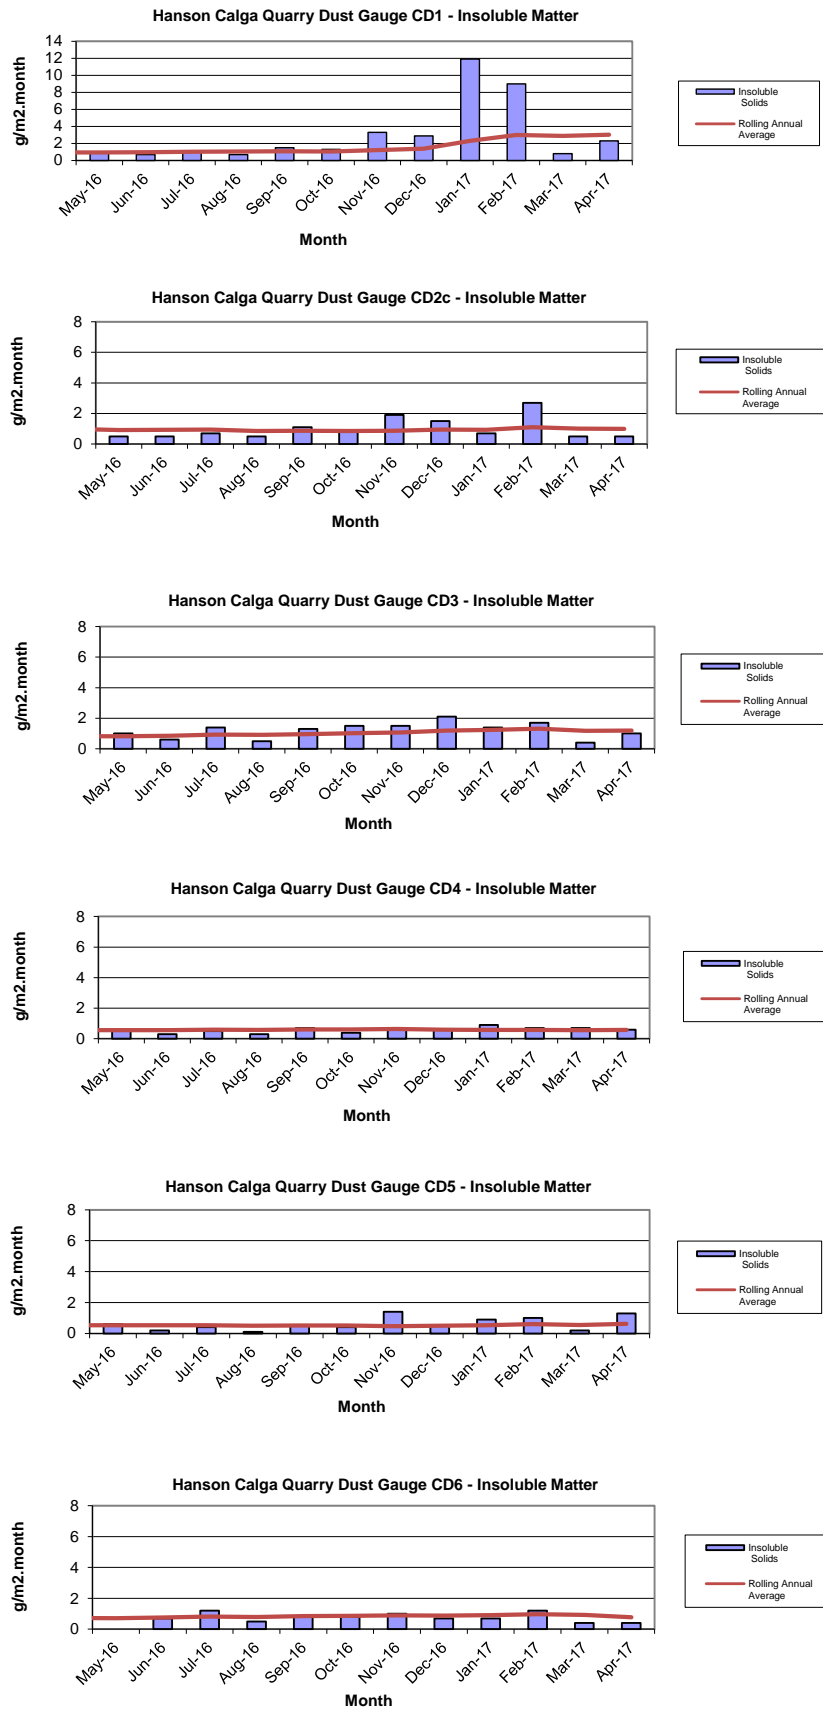 Hanson Calga Quarry Dust Gauge CD1 - Insoluble Matter
g/m2.month
14
12
10
8
6
4
2
0
May-16 Jun-16 Jul-16 Aug-16 Sep-16 Oct-16 Nov-16 Dec-16 Jan-17 Feb-17 Mar-17 Apr-17
Month
Insoluble
Solids
Rolling Annual
Average
Hanson Calga Quarry Dust Gauge CD2c - Insoluble Matter
g/m2.month
8
6
4
2
0
May-16 Jun-16 Jul-16 Aug-16 Sep-16 Oct-16 Nov-16 Dec-16 Jan-17 Feb-17 Mar-17 Apr-17
Month
Insoluble
Solids
Rolling Annual
Average
Hanson Calga Quarry Dust Gauge CD3 - Insoluble Matter
g/m2.month
8
6
4
2
0
May-16 Jun-16 Jul-16 Aug-16 Sep-16 Oct-16 Nov-16 Dec-16 Jan-17 Feb-17 Mar-17 Apr-17
Month
Insoluble
Solids
Rolling Annual
Average
Hanson Calga Quarry Dust Gauge CD4 - Insoluble Matter
g/m2.month
8
6
4
2
0
May-16 Jun-16 Jul-16 Aug-16 Sep-16 Oct-16 Nov-16 Dec-16 Jan-17 Feb-17 Mar-17 Apr-17
Month
Insoluble
Solids
Rolling Annual
Average
Hanson Calga Quarry Dust Gauge CD5 - Insoluble Matter
g/m2.month
8
6
4
2
0
May-16 Jun-16 Jul-16 Aug-16 Sep-16 Oct-16 Nov-16 Dec-16 Jan-17 Feb-17 Mar-17 Apr-17
Month
Insoluble
Solids
Rolling Annual
Average
Hanson Calga Quarry Dust Gauge CD6 - Insoluble Matter
g/m2.month
8
6
4
2
0
May-16 Jun-16 Jul-16 Aug-16 Sep-16 Oct-16 Nov-16 Dec-16 Jan-17 Feb-17 Mar-17 Apr-17
Month
Insoluble
Solids
Rolling Annual
Average